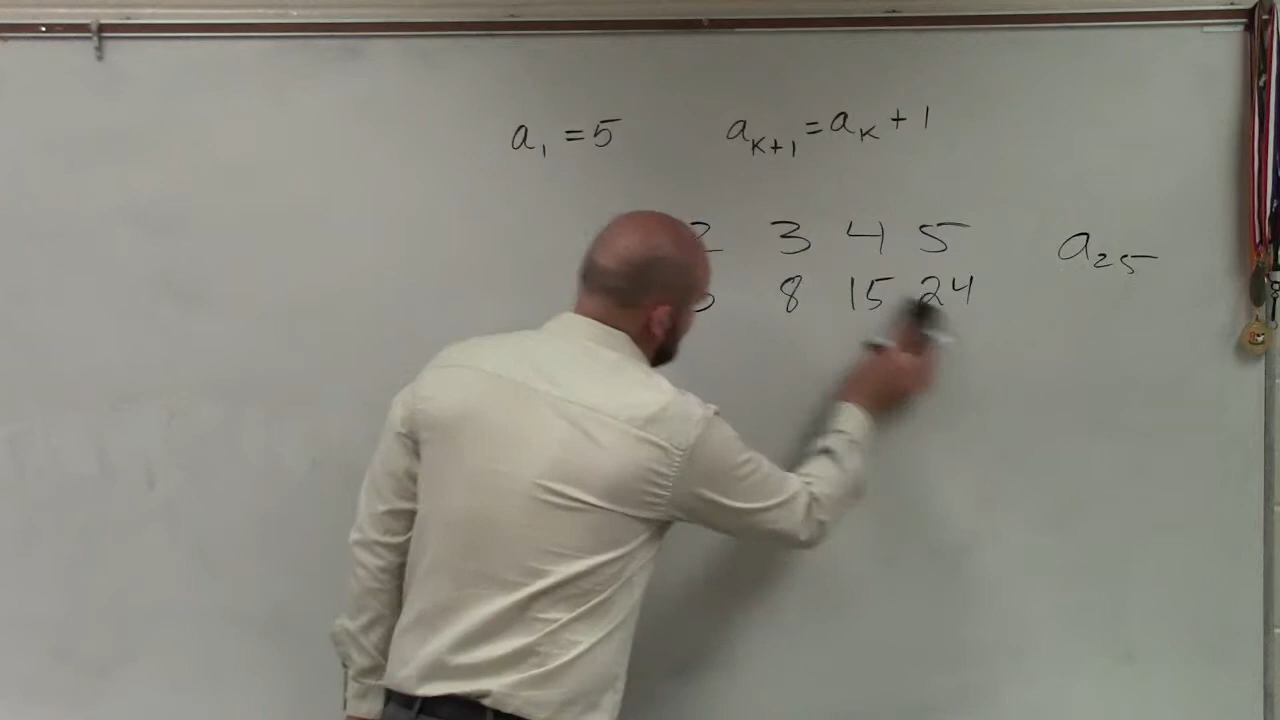 a₁ = 5 a_{K+1} = a_K + 1
2 3 4 5 a₂₅
8 15 24